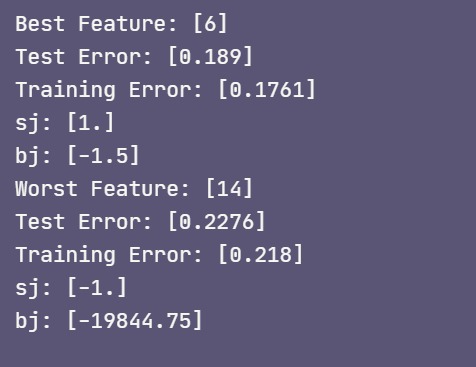 Best Feature: [6]
Test Error: [0.189]
Training Error: [0.1761]
sj: [1.]
bj: [-1.5]
Worst Feature: [14]
Test Error: [0.2276]
Training Error: [0.218]
sj: [-1.]
bj: [-19844.75]